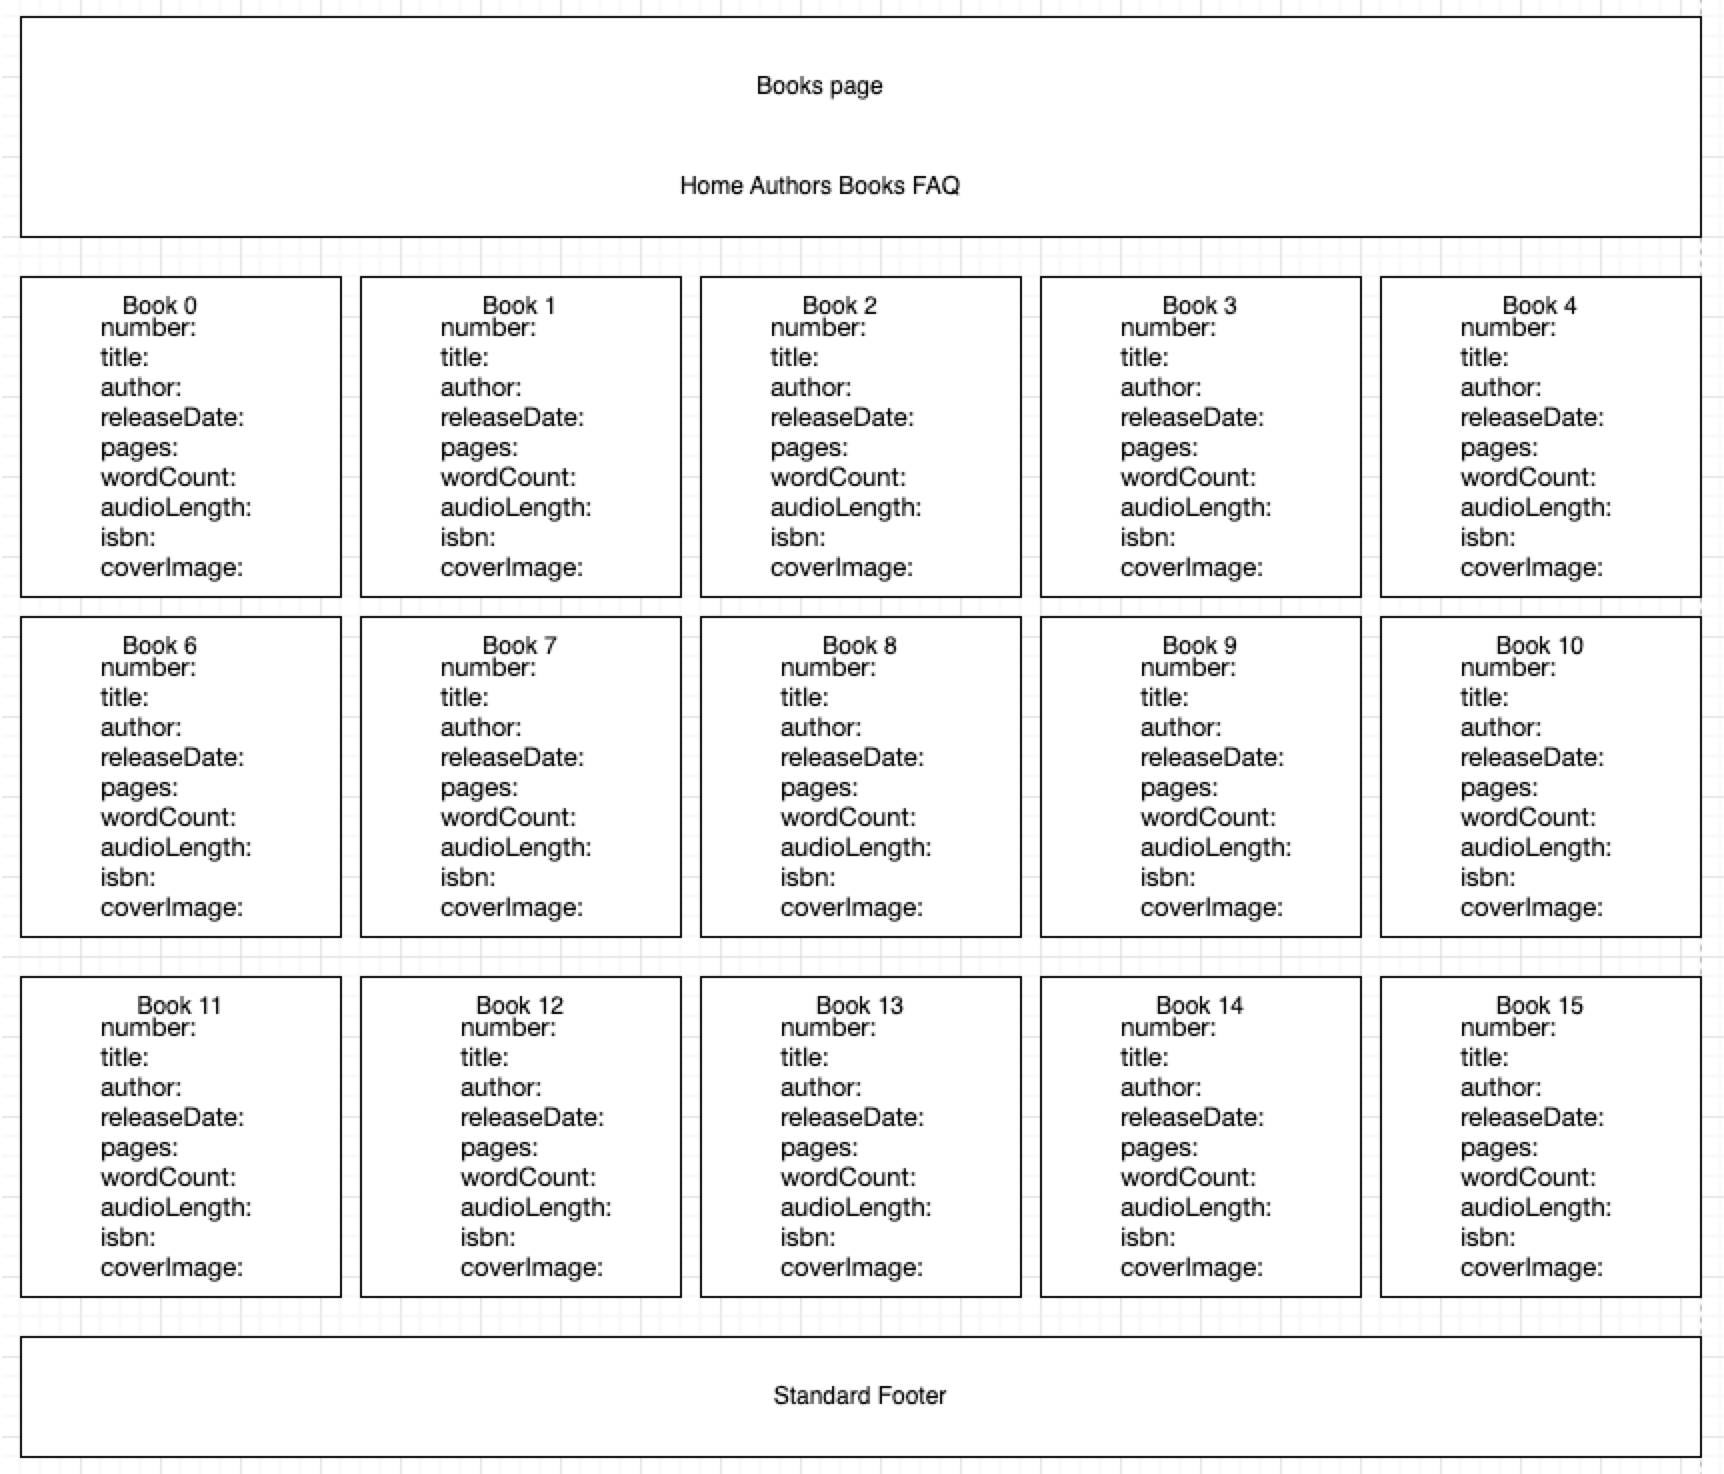 Books page
Home Authors Books FAQ
Book 0
number:
title:
author:
releaseDate:
pages:
wordCount:
audioLength:
isbn:
coverImage:
Book 1
number:
title:
author:
releaseDate:
pages:
wordCount:
audioLength:
isbn:
coverImage:
Book 2
number:
title:
author:
releaseDate:
pages:
wordCount:
audioLength:
isbn:
coverImage:
Book 3
number:
title:
author:
releaseDate:
pages:
wordCount:
audioLength:
isbn:
coverImage:
Book 4
number:
title:
author:
releaseDate:
pages:
wordCount:
audioLength:
isbn:
coverImage:
Book 6
number:
title:
author:
releaseDate:
pages:
wordCount:
audioLength:
isbn:
coverImage:
Book 7
number:
title:
author:
releaseDate:
pages:
wordCount:
audioLength:
isbn:
coverImage:
Book 8
number:
title:
author:
releaseDate:
pages:
wordCount:
audioLength:
isbn:
coverImage:
Book 9
number:
title:
author:
releaseDate:
pages:
wordCount:
audioLength:
isbn:
coverImage:
Book 10
number:
title:
author:
releaseDate:
pages:
wordCount:
audioLength:
isbn:
coverImage:
Book 11
number:
title:
author:
releaseDate:
pages:
wordCount:
audioLength:
isbn:
coverImage:
Book 12
number:
title:
author:
releaseDate:
pages:
wordCount:
audioLength:
isbn:
coverImage:
Book 13
number:
title:
author:
releaseDate:
pages:
wordCount:
audioLength:
isbn:
coverImage:
Book 14
number:
title:
author:
releaseDate:
pages:
wordCount:
audioLength:
isbn:
coverImage:
Book 15
number:
title:
author:
releaseDate:
pages:
wordCount:
audioLength:
isbn:
coverImage:
Standard Footer